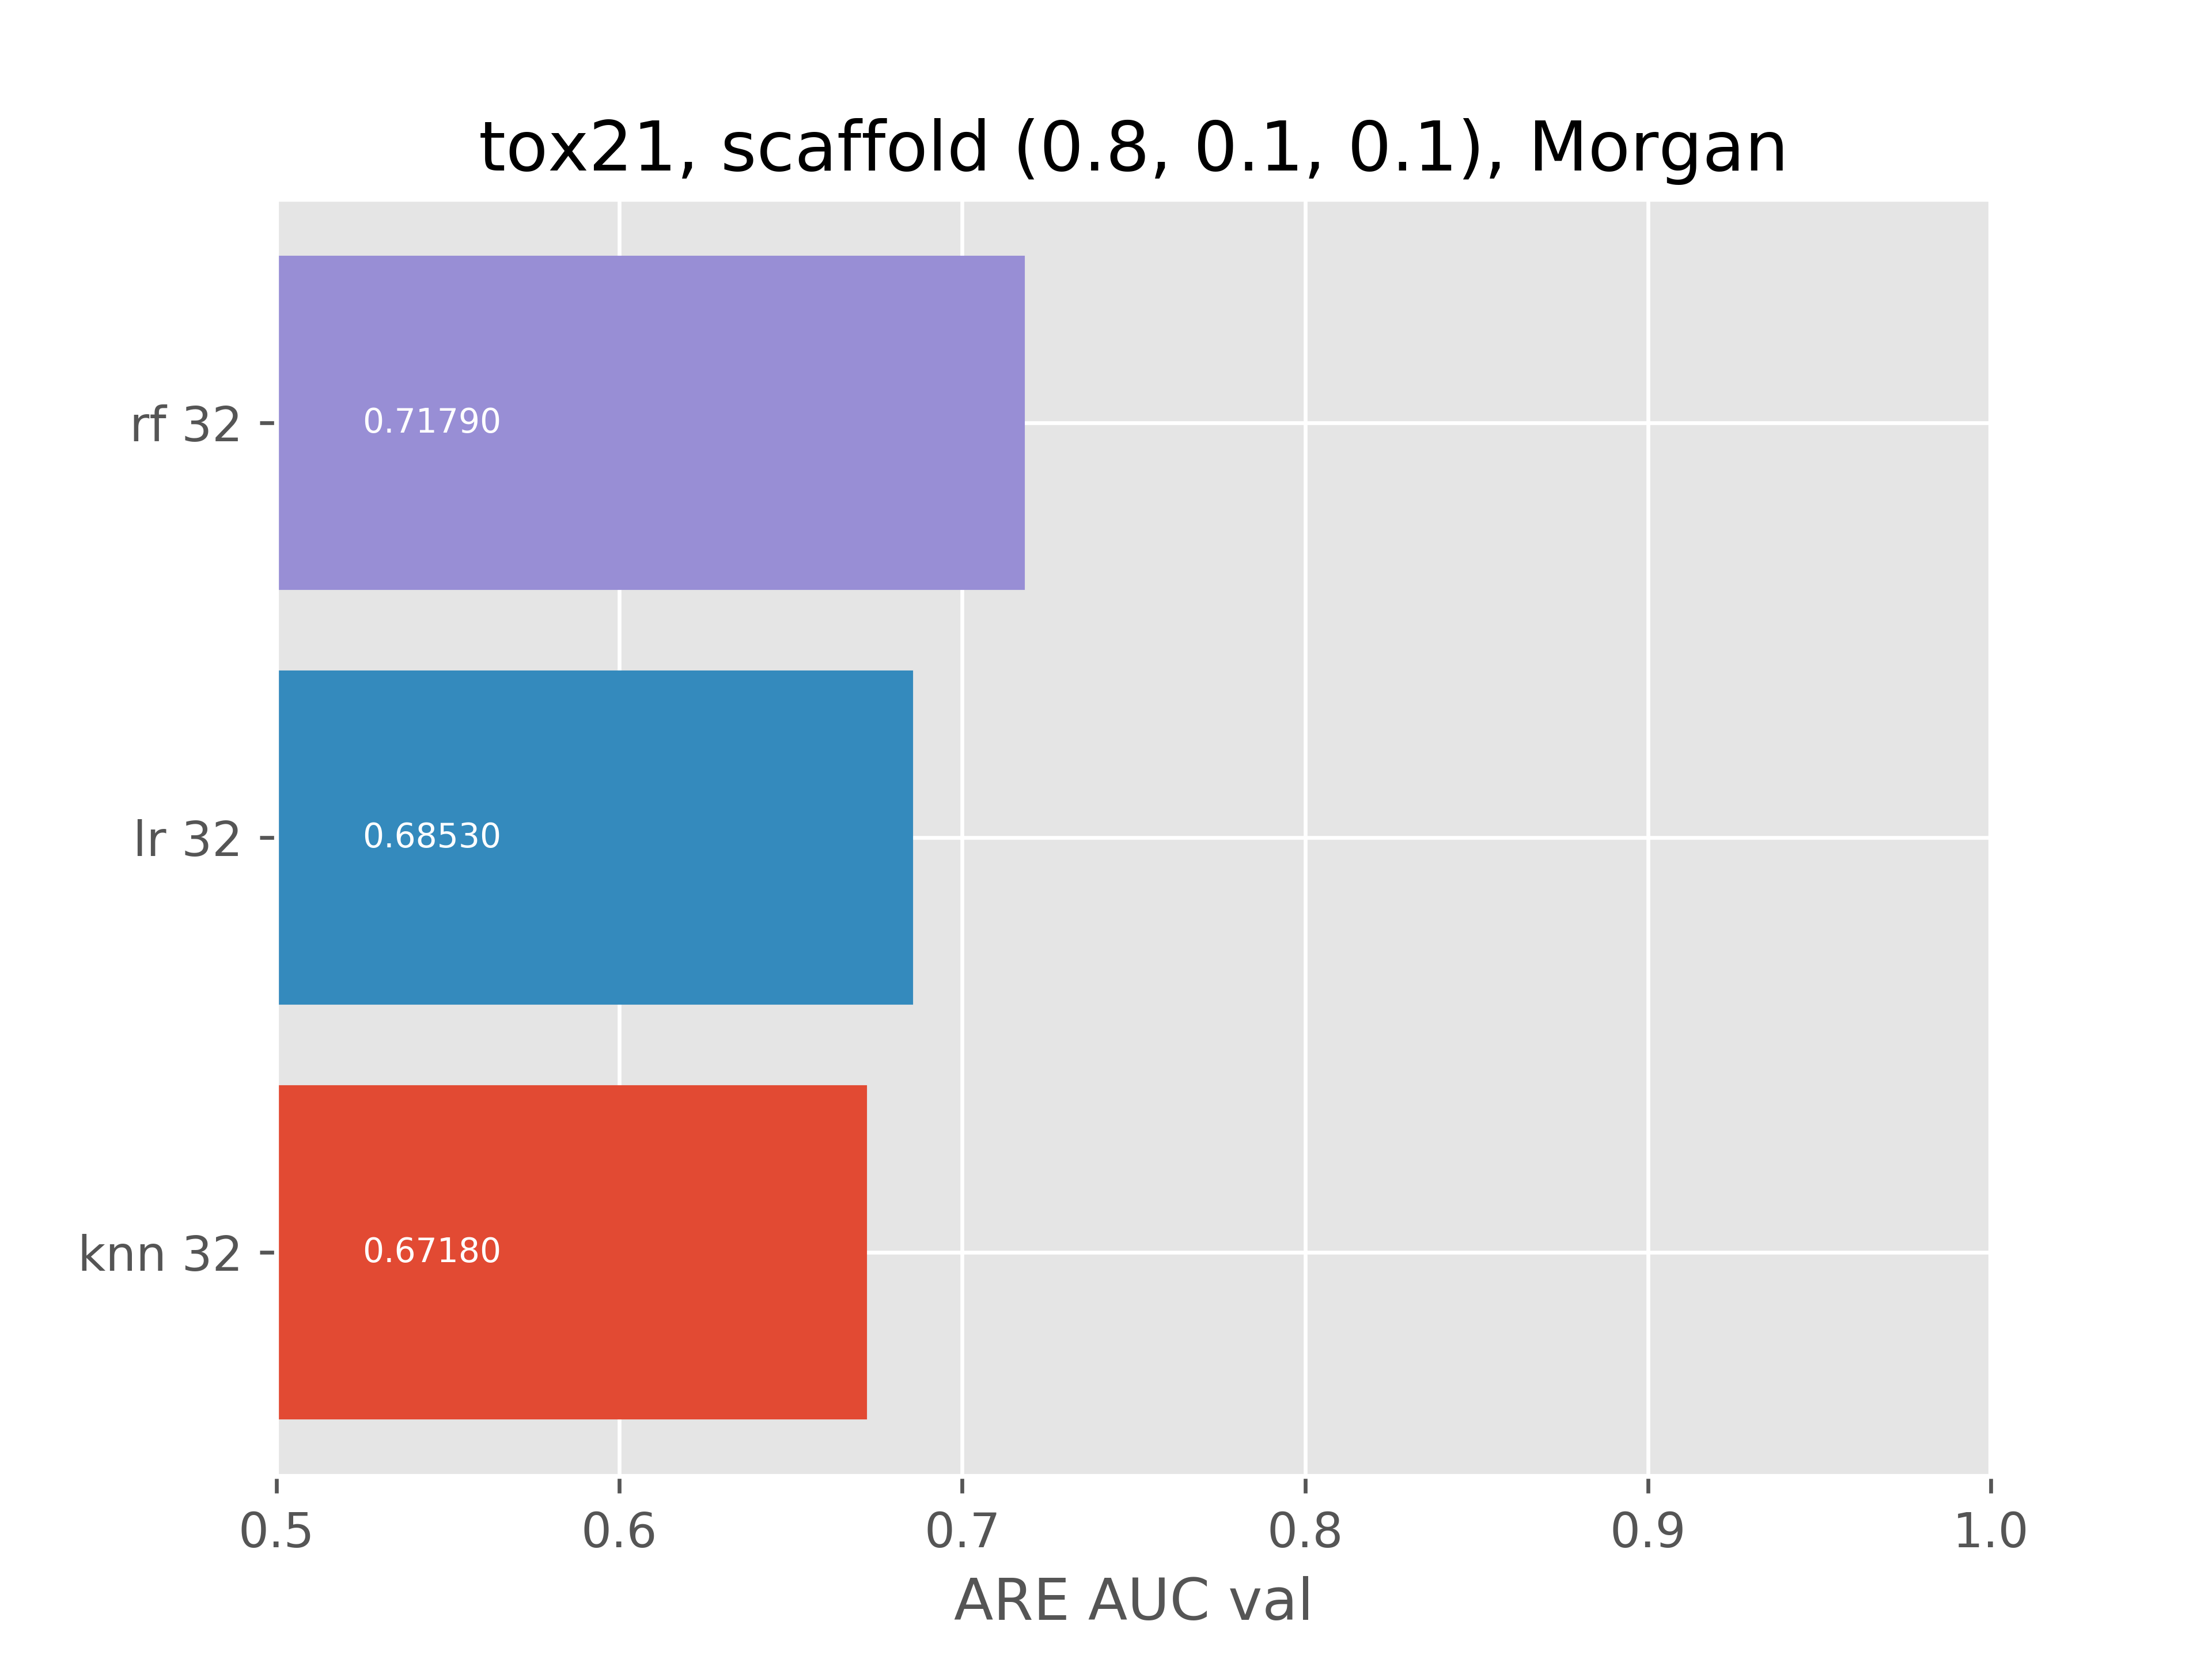 tox21, scaffold (0.8, 0.1, 0.1), Morgan
rf 32
0.71790
lr 32
0.68530
knn 32
0.67180
0.5 0.6 0.7 0.8 0.9 1.0
ARE AUC val